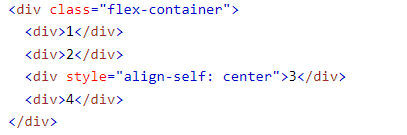 <div class="flex-container">
  <div>1</div>
  <div>2</div>
  <div style="align-self: center">3</div>
  <div>4</div>
</div>